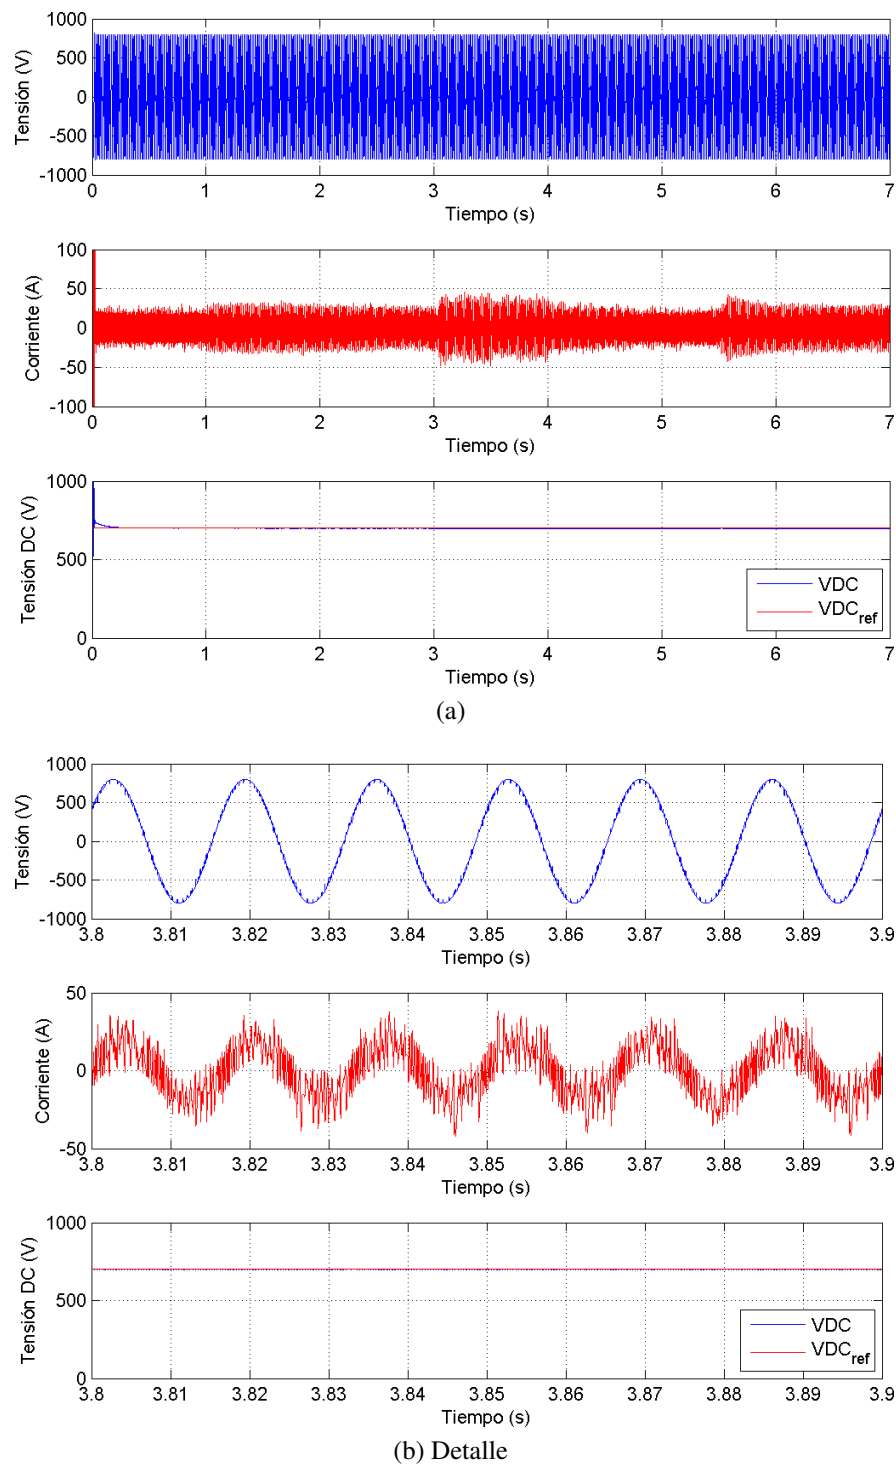 1000
500
0
-500
-1000
Tensión (V)
0 1 2 3 4 5 6 7
Tiempo (s)
100
50
0
-50
-100
Corriente (A)
0 1 2 3 4 5 6 7
Tiempo (s)
1000
500
0
Tensión DC (V)
VDC
VDCref
0 1 2 3 4 5 6 7
Tiempo (s)
(a)
1000
500
0
-500
-1000
Tensión (V)
3.8 3.81 3.82 3.83 3.84 3.85 3.86 3.87 3.88 3.89 3.9
Tiempo (s)
50
0
-50
Corriente (A)
3.8 3.81 3.82 3.83 3.84 3.85 3.86 3.87 3.88 3.89 3.9
Tiempo (s)
1000
500
0
Tensión DC (V)
VDC
VDCref
3.8 3.81 3.82 3.83 3.84 3.85 3.86 3.87 3.88 3.89 3.9
Tiempo (s)
(b) Detalle